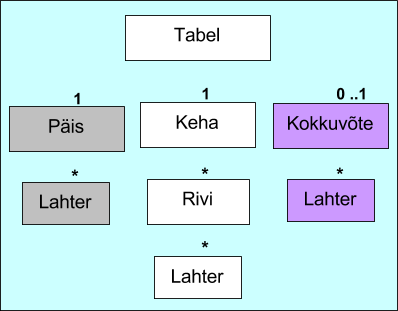 Tabel
1 1 0 ..1
Päis Keha Kokkuvõte
* * *
Lahter Rivi Lahter
*
Lahter